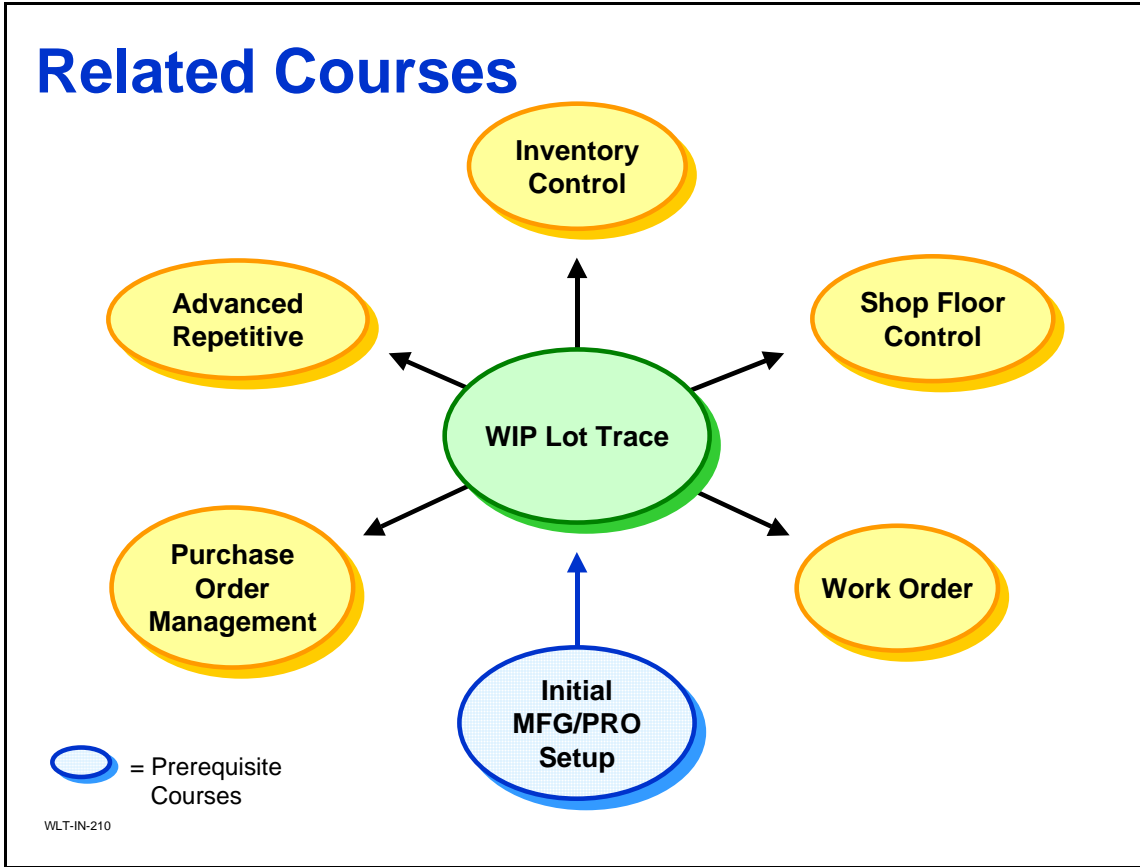 Related Courses
Inventory
Control
Advanced
Repetitive
Shop Floor
Control
WIP Lot Trace
Purchase
Order
Management
Work Order
Initial
MFG/PRO
Setup
= Prerequisite
Courses
WLT-IN-210